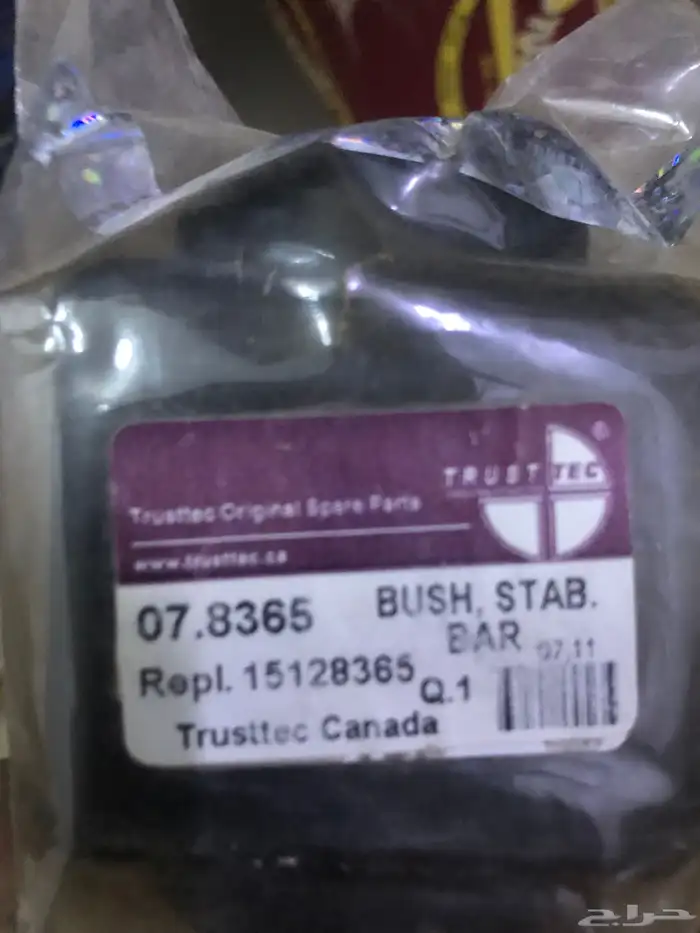 TRUST TEC ®
Trusttec Original Spare Parts
www.trusttec.ca
07.8365
BUSH, STAB.
BAR
07.11
Repl. 15128365
Q.1
Trusttec Canada
حراج